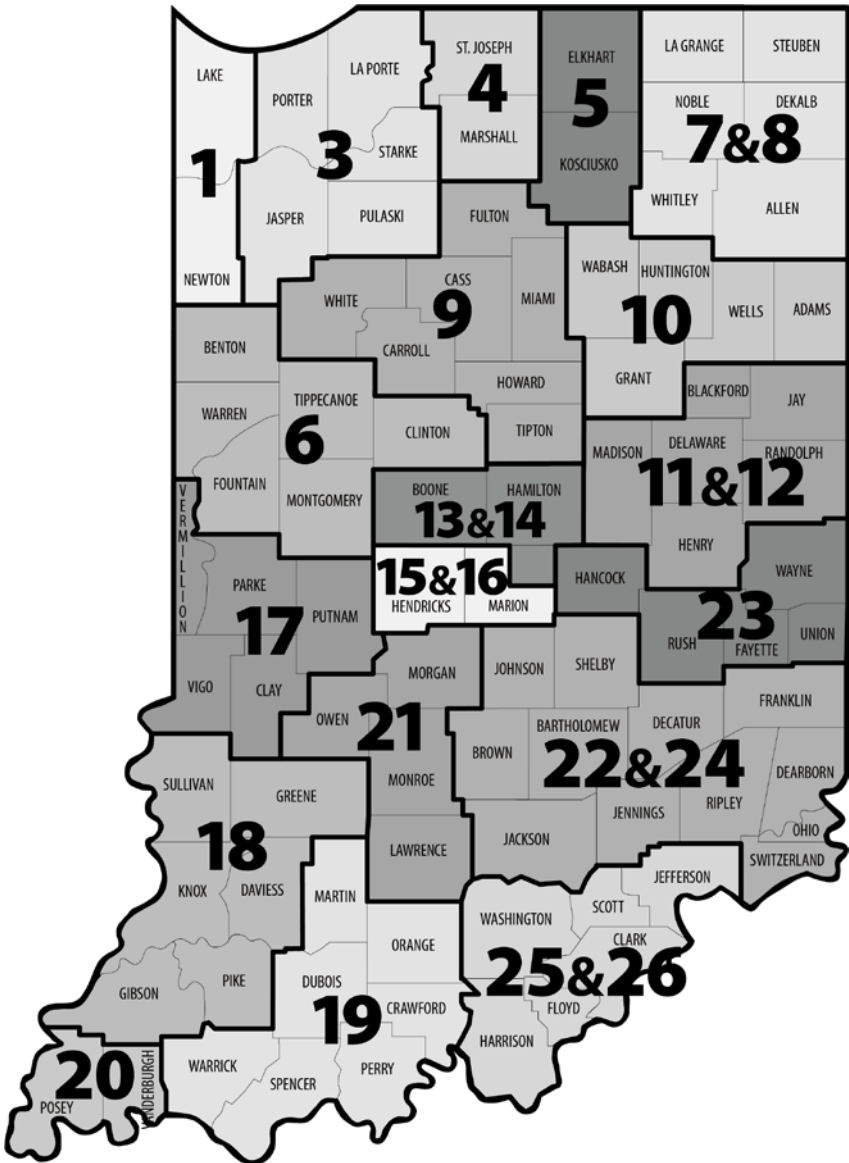 LAKE
PORTER
LA PORTE
ST. JOSEPH
ELKHART
LA GRANGE
STEUBEN
NOBLE
DEKALB
1
3
4
5
7&8
MARSHALL
STARKE
KOSCIUSKO
WHITLEY
ALLEN
JASPER
PULASKI
FULTON
NEWTON
WHITE
CASS
MIAMI
WABASH
HUNTINGTON
WELLS
ADAMS
9
10
BENTON
CARROLL
HOWARD
GRANT
BLACKFORD
JAY
WARREN
TIPPECANOE
6
CLINTON
TIPTON
MADISON
DELAWARE
RANDOLPH
11&12
FOUNTAIN
MONTGOMERY
BOONE
HAMILTON
13&14
HENRY
VERMILLION
PARKE
PUTNAM
15&16
HENDRICKS
MARION
HANCOCK
WAYNE
17
23
RUSH
FAYETTE
UNION
VIGO
CLAY
OWEN
MORGAN
JOHNSON
SHELBY
FRANKLIN
21
BARTHOLOMEW
DECATUR
BROWN
22&24
DEARBORN
SULLIVAN
GREENE
MONROE
JENNINGS
RIPLEY
OHIO
18
LAWRENCE
JACKSON
SWITZERLAND
KNOX
DAVIESS
MARTIN
JEFFERSON
WASHINGTON
SCOTT
CLARK
ORANGE
25&26
GIBSON
PIKE
DUBOIS
CRAWFORD
FLOYD
19
HARRISON
20
POSEY
VANDERBURGH
WARRICK
SPENCER
PERRY